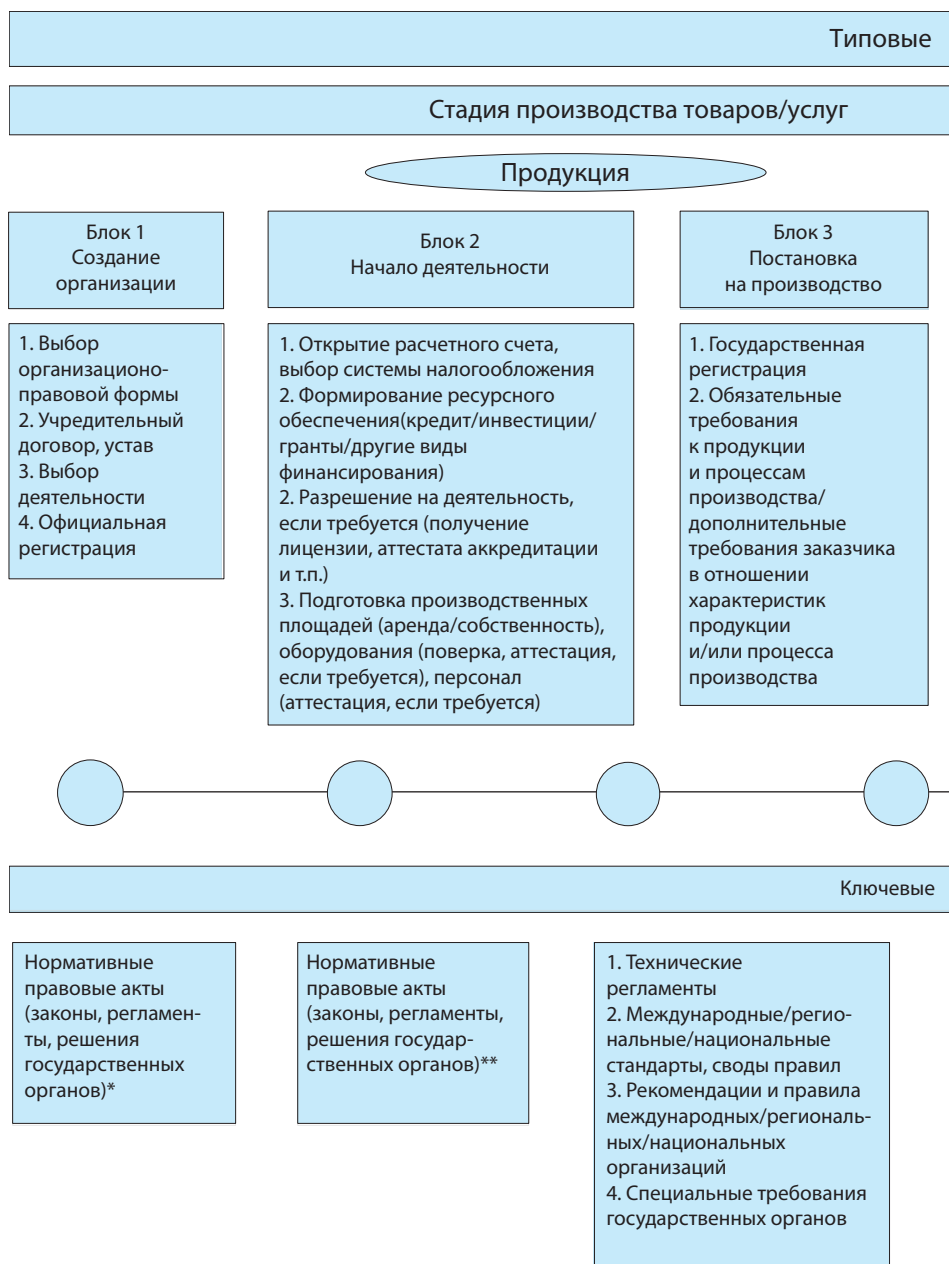 Типовые
Стадия производства товаров/услуг
Продукция
Блок 1
Создание
организации
Блок 2
Начало деятельности
Блок 3
Постановка
на производство
1. Выбор
организационо-
правовой формы
2. Учредительный
договор, устав
3. Выбор
деятельности
4. Официальная
регистрация
1. Открытие расчетного счета,
выбор системы налогообложения
2. Формирование ресурсного
обеспечения(кредит/инвестиции/
гранты/другие виды
финансирования)
2. Разрешение на деятельность,
если требуется (получение
лицензии, аттестата аккредитации
и т.п.)
3. Подготовка производственных
площадей (аренда/собственность),
оборудования (поверка, аттестация,
если требуется), персонал
(аттестация, если требуется)
1. Государственная
регистрация
2. Обязательные
требования
к продукции
и процессам
производства/
дополнительные
требования заказчика
в отношении
характеристик
продукции
и/или процесса
производства
Ключевые
Нормативные
правовые акты
(законы, регламен-
ты, решения
государственных
органов)*
Нормативные
правовые акты
(законы, регламенты,
решения государ-
ственных органов)**
1. Технические
регламенты
2. Международные/регио-
нальные/национальные
стандарты, своды правил
3. Рекомендации и правила
международных/региональ-
ных/национальных
организаций
4. Специальные требования
государственных органов